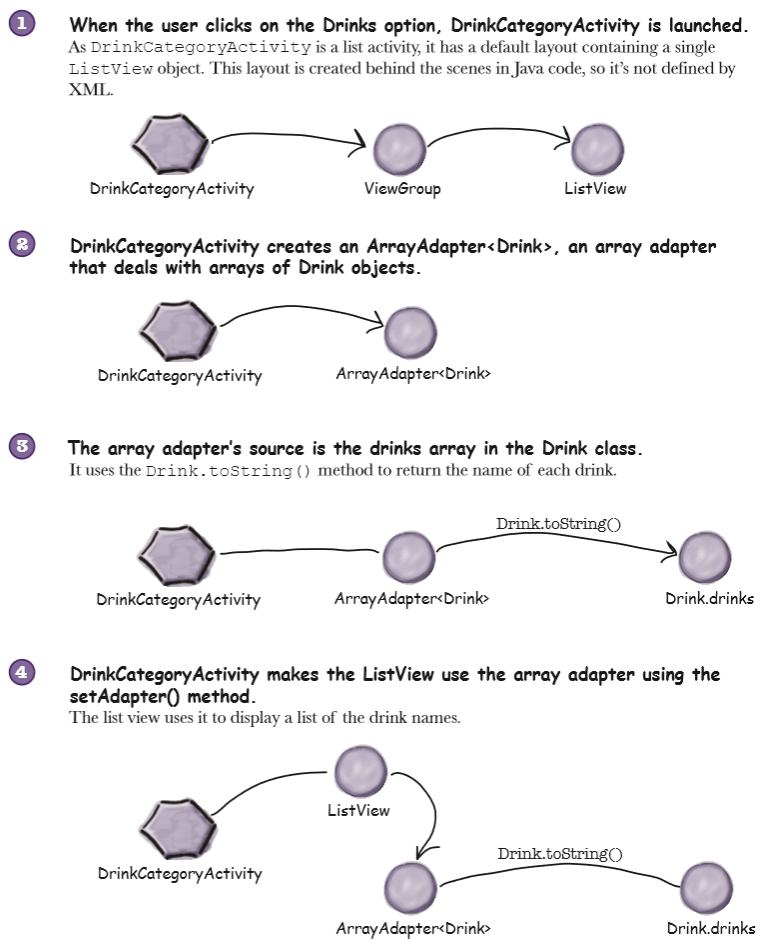 1 When the user clicks on the Drinks option, DrinkCategoryActivity is launched.
As DrinkCategoryActivity is a list activity, it has a default layout containing a single
ListView object. This layout is created behind the scenes in Java code, so it's not defined by
XML.
DrinkCategoryActivity ViewGroup ListView
2 DrinkCategoryActivity creates an ArrayAdapter<Drink>, an array adapter
that deals with arrays of Drink objects.
DrinkCategoryActivity ArrayAdapter<Drink>
3 The array adapter's source is the drinks array in the Drink class.
It uses the Drink.toString() method to return the name of each drink.
Drink.toString()
DrinkCategoryActivity ArrayAdapter<Drink> Drink.drinks
4 DrinkCategoryActivity makes the ListView use the array adapter using the
setAdapter() method.
The list view uses it to display a list of the drink names.
ListView
Drink.toString()
DrinkCategoryActivity
ArrayAdapter<Drink> Drink.drinks